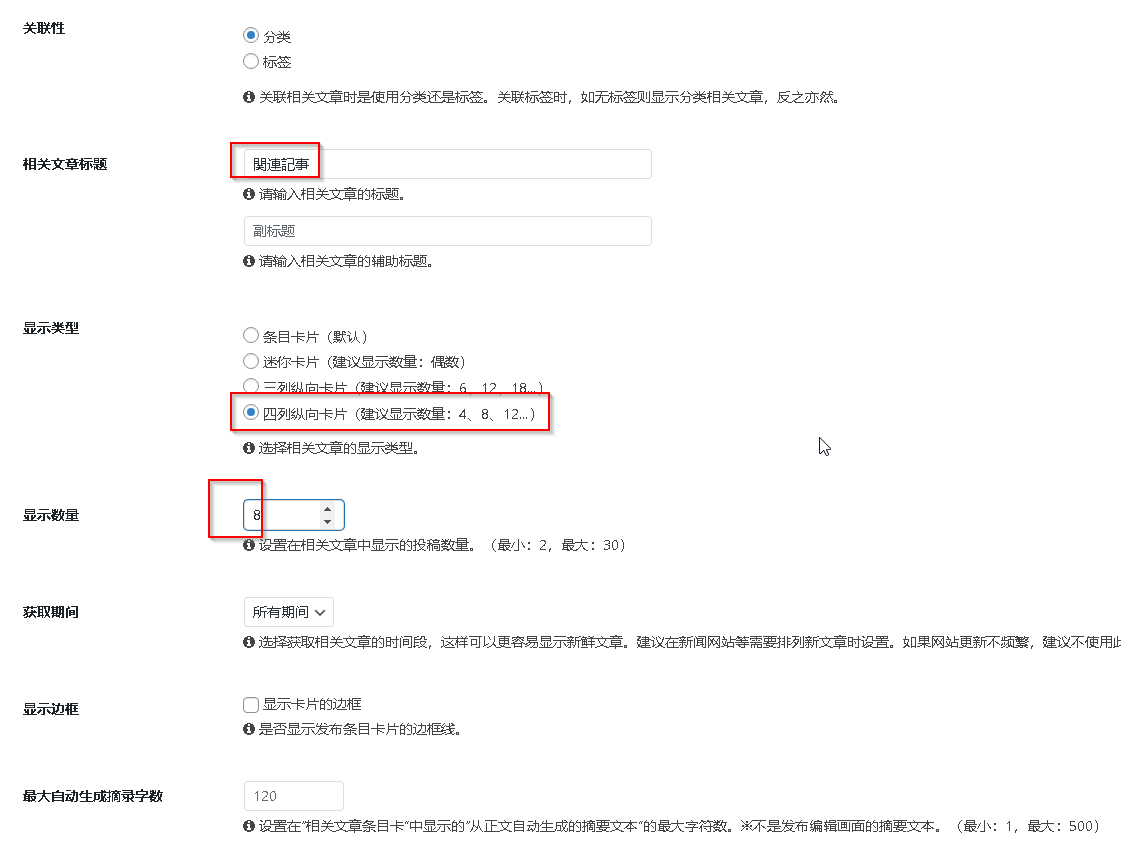 关联性
分类
标签
关联相关文章时是使用分类还是标签。关联标签时，如无标签则显示分类相关文章，反之亦然。
相关文章标题
関連記事
请输入相关文章的标题。
副标题
请输入相关文章的辅助标题。
显示类型
条目卡片（默认）
迷你卡片（建议显示数量：偶数）
三列纵向卡片（建议显示数量：6、12、18...）
四列纵向卡片（建议显示数量：4、8、12...）
选择相关文章的显示类型。
显示数量
8
设置在相关文章中显示的投稿数量。（最小：2，最大：30）
获取期间
所有期间
选择获取相关文章的时间段，这样可以更容易显示新鲜文章。建议在新闻网站等需要排列新文章时设置。如果网站更新不频繁，建议不使用此
显示边框
显示卡片的边框
是否显示发布条目卡片的边框线。
最大自动生成摘录字数
120
设置在"相关文章条目卡"中显示的"从正文自动生成的摘要文本"的最大字符数。※不是发布编辑画面的摘要文本。（最小：1，最大：500）